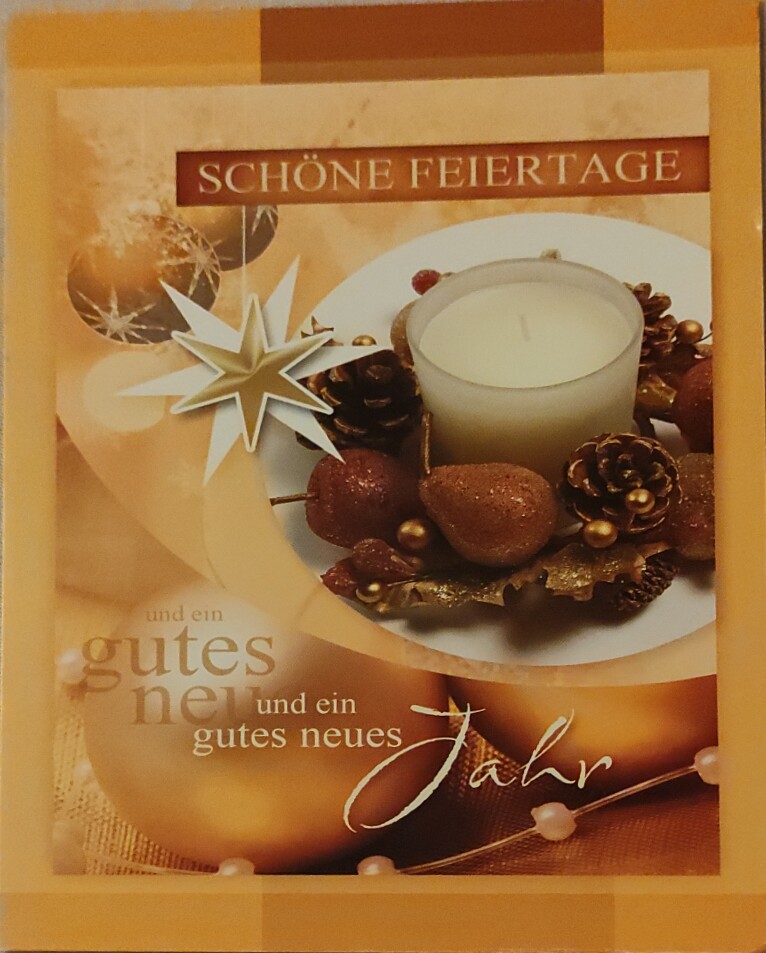 SCHÖNE FEIERTAGE
und ein
gutes
neu
und ein
gutes neues
Jahr